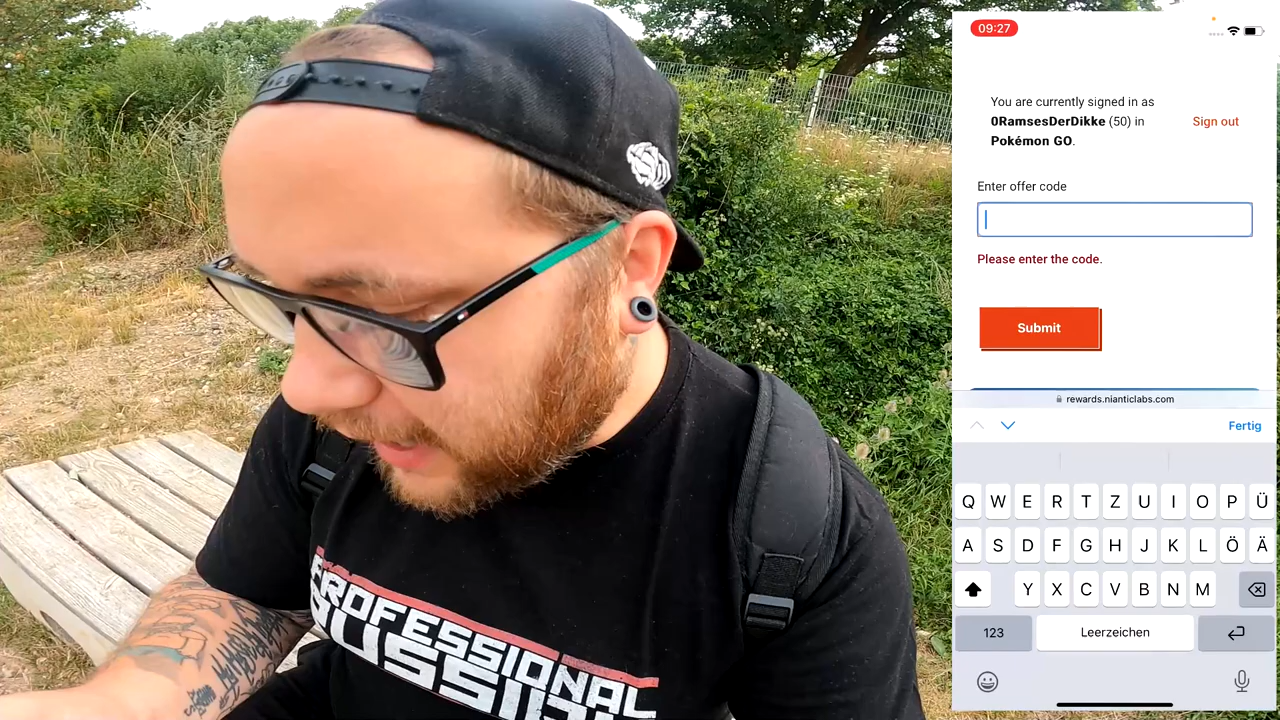 09:27
You are currently signed in as
0RamsesDerDikke (50) in
Pokémon GO.
Sign out
Enter offer code
Please enter the code.
Submit
rewards.nianticlabs.com
Fertig
Q W E R T Z U I O P Ü
A S D F G H J K L Ö Ä
Y X C V B N M
123
Leerzeichen
PROFESSIONAL